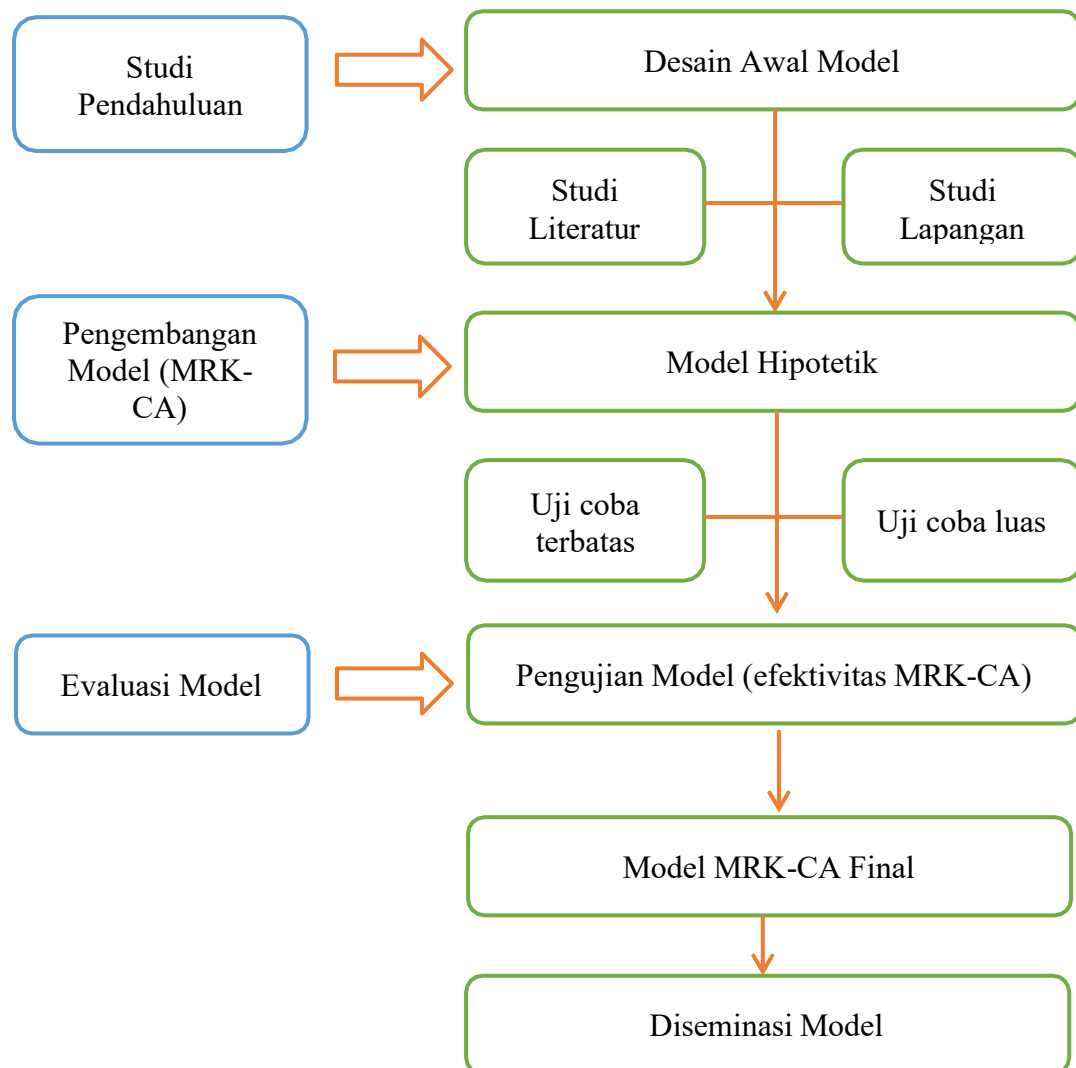 Studi
Pendahuluan
Desain Awal Model
Studi
Literatur
Studi
Lapangan
Pengembangan
Model (MRK-
CA)
Model Hipotetik
Uji coba
terbatas
Uji coba luas
Evaluasi Model
Pengujian Model (efektivitas MRK-CA)
Model MRK-CA Final
Diseminasi Model